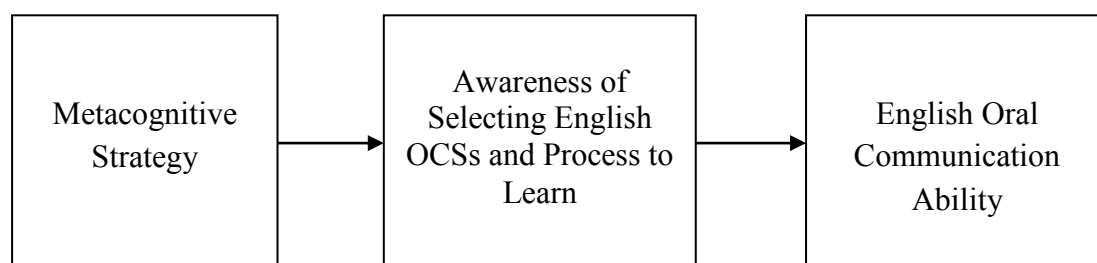 Metacognitive
Strategy
Awareness of
Selecting English
OCSs and Process to
Learn
English Oral
Communication
Ability